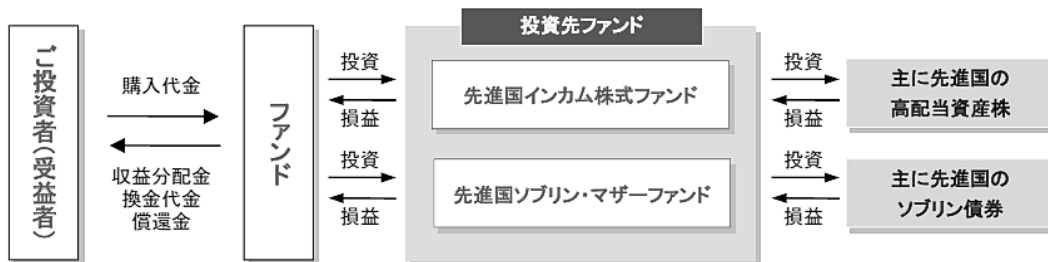 ご投資者(受益者)
購入代金
収益分配金
換金代金
償還金
ファンド
投資
損益
投資
損益
投資先ファンド
先進国インカム株式ファンド
先進国ソブリン・マザーファンド
投資
損益
投資
損益
主に先進国の
高配当資産株
主に先進国の
ソブリン債券